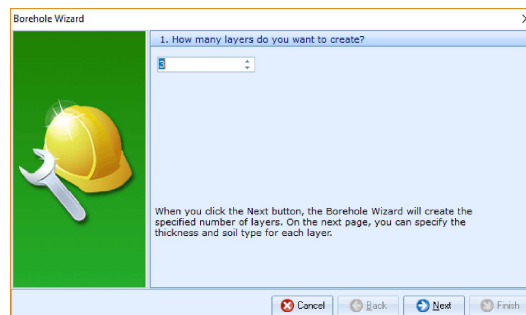 Borehole Wizard
1. How many layers do you want to create?
3
When you click the Next button, the Borehole Wizard will create the
specified number of layers. On the next page, you can specify the
thickness and soil type for each layer.
Cancel Back Next Finish